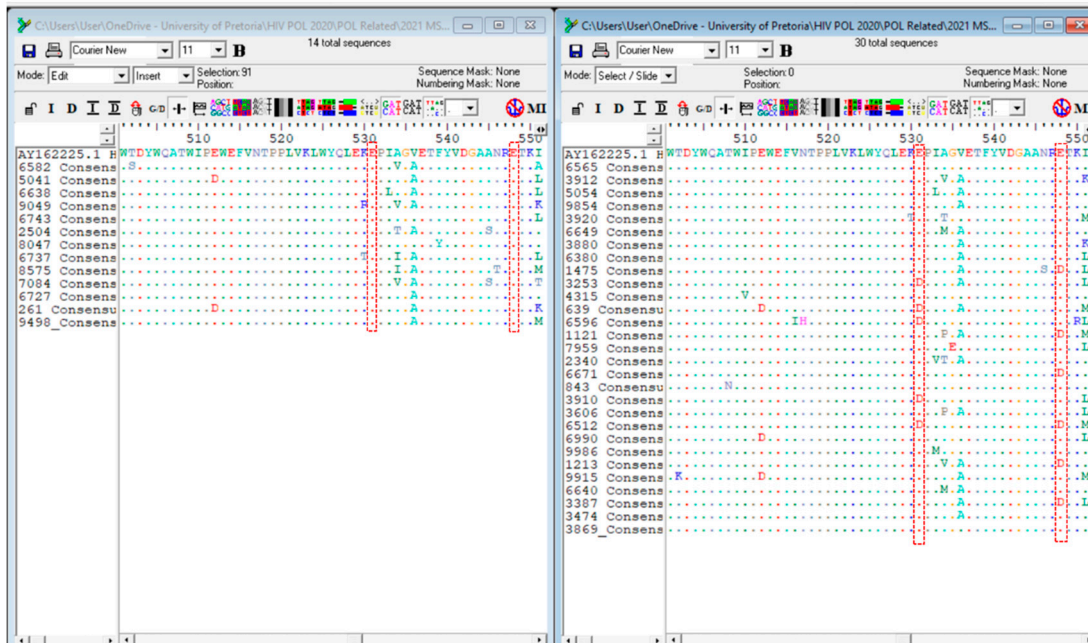 C:\Users\User\OneDrive - University of Pretoria\HIV POL 2020\POL Related\2021 MS...
Courier New 11 B 14 total sequences
Mode: Edit Insert Selection: 91 Position: Sequence Mask: None Numbering Mask: None
I D I D G/D MI
510 520 530 540 550
AY162225.1 H WTDYWQATWIPEWEFVNTPPLVKLWYQLEKEPIAGVETFYVDGAANRETKI
6582 Consens S V A A
5041 Consens D L
6638 Consens L A L
9049 Consens R V A K
6743 Consens L
2504 Consens T A S
8047 Consens Y
6737 Consens T I L
8575 Consens I A T M
7084 Consens V A S T
6727 Consens A
261 Consensu D A K
9498_Consens M
C:\Users\User\OneDrive - University of Pretoria\HIV POL 2020\POL Related\2021 MS...
Courier New 11 B 30 total sequences
Mode: Select / Slide Selection: 0 Position: Sequence Mask: None Numbering Mask: None
I D I D G/D MI
510 520 530 540 550
AY162225.1 H WTDYWQATWIPEWEFVNTPPLVKLWYQLEKEPIAGVETFYVDGAANRETKI
6565 Consens
3912 Consens V A K
5054 Consens L
9854 Consens A
3920 Consens T T M
6649 Consens M A
3880 Consens K
6380 Consens A L
1475 Consens S D L
3253 Consens D
4315 Consens V
639 Consensu D D A M
6596 Consens I H D R L
1121 Consens P A D M
7959 Consens E L
2340 Consens V T A
6671 Consens D
843 Consensu N
3910 Consens D L
3606 Consens P A
6512 Consens D D M
6990 Consens D L
9986 Consens M
1213 Consens V A D
9915 Consens K D A M
6640 Consens M
3387 Consens A D L
3474 Consens A
3869_Consens